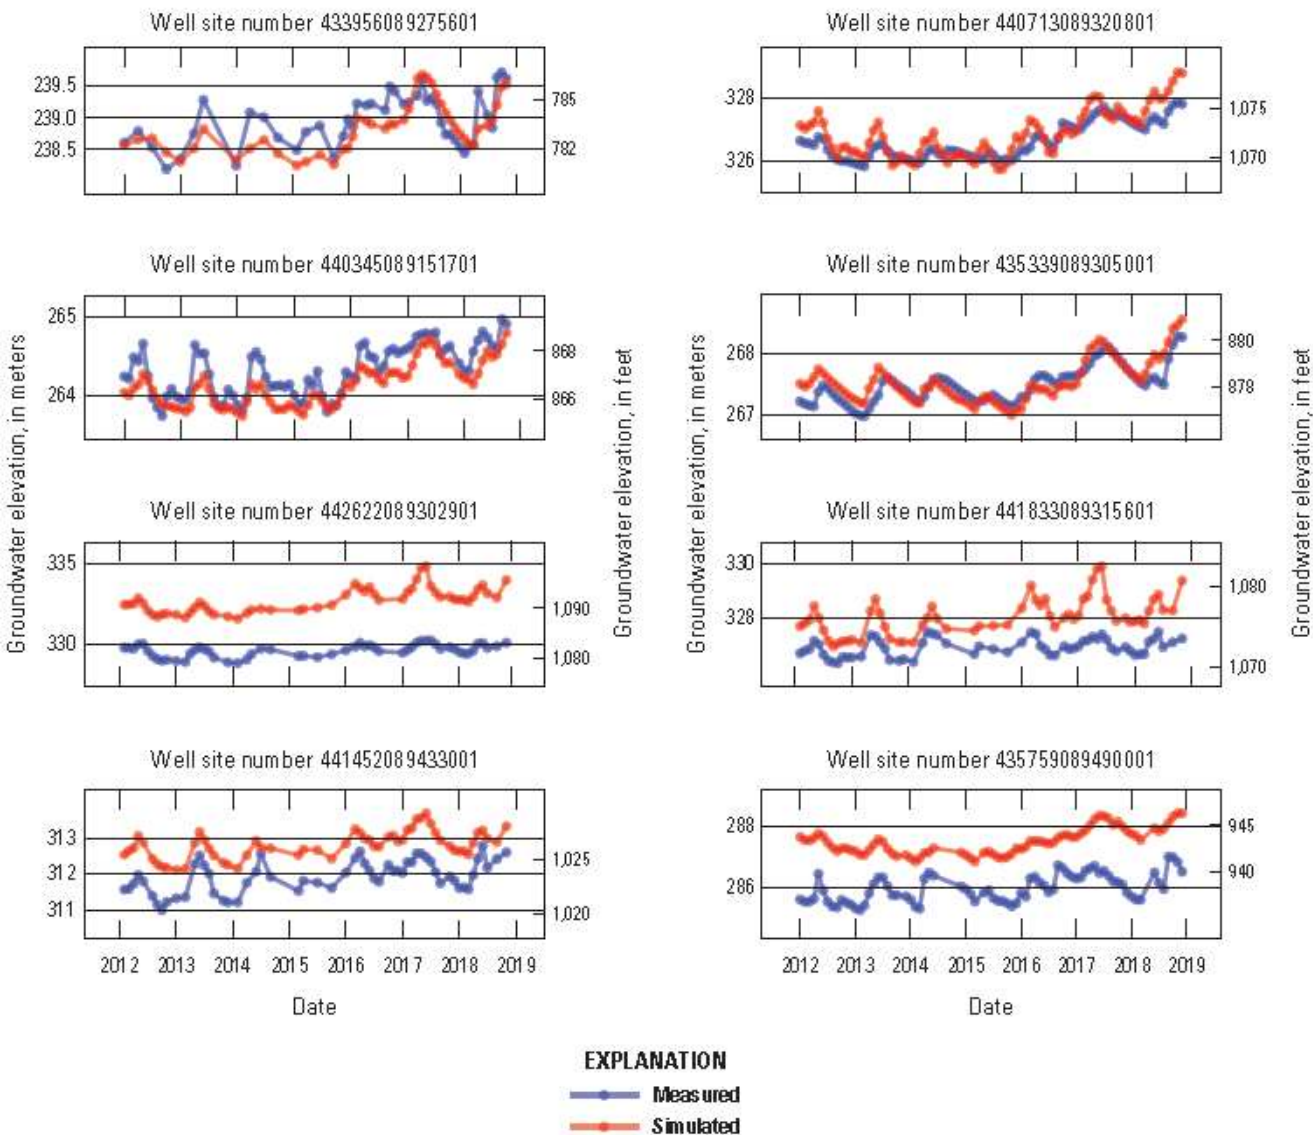 Well site number 433956089275601
239.5
239.0
238.5
785
782
Well site number 440713089320801
328
326
1,075
1,070
Well site number 440345089151701
265
264
868
866
Well site number 435339089305001
268
267
880
878
Well site number 442622089302901
335
330
1,090
1,080
Well site number 441833089315601
330
328
1,080
1,070
Well site number 441452089433001
313
312
311
1,025
1,020
Well site number 435759089490001
288
286
945
940
Groundwater elevation, in meters
Groundwater elevation, in feet
Groundwater elevation, in meters
Groundwater elevation, in feet
2012 2013 2014 2015 2016 2017 2018 2019
Date
2012 2013 2014 2015 2016 2017 2018 2019
Date
EXPLANATION
Measured
Simulated